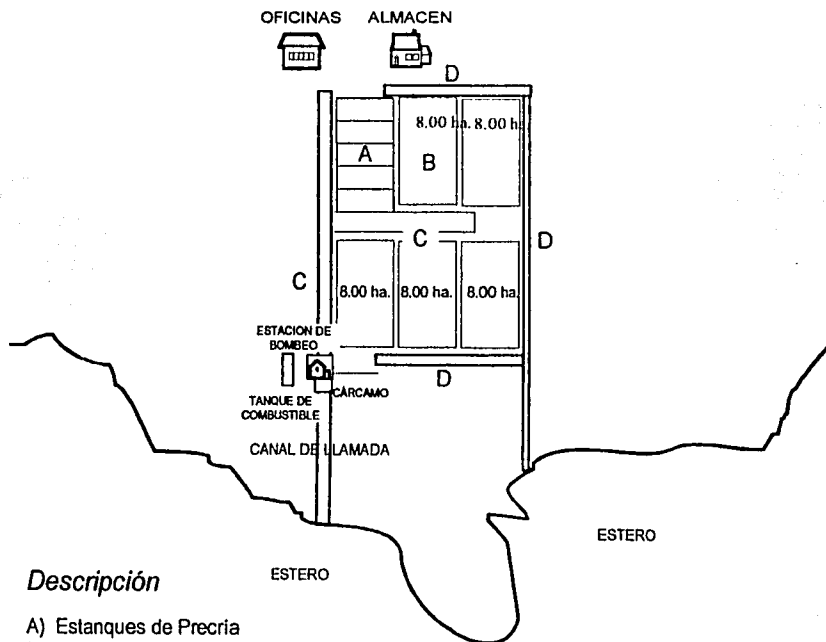 OFICINAS ALMACEN
D
8.00 ha. 8.00 h
A B
C D
C
8.00 ha. 8.00 ha. 8.00 ha.
ESTACION DE
BOMBEO
D
CÁRCAMO
TANQUE DE
COMBUSTIBLE
CANAL DE LLAMADA
ESTERO
ESTERO
Descripción
A) Estanques de Precria